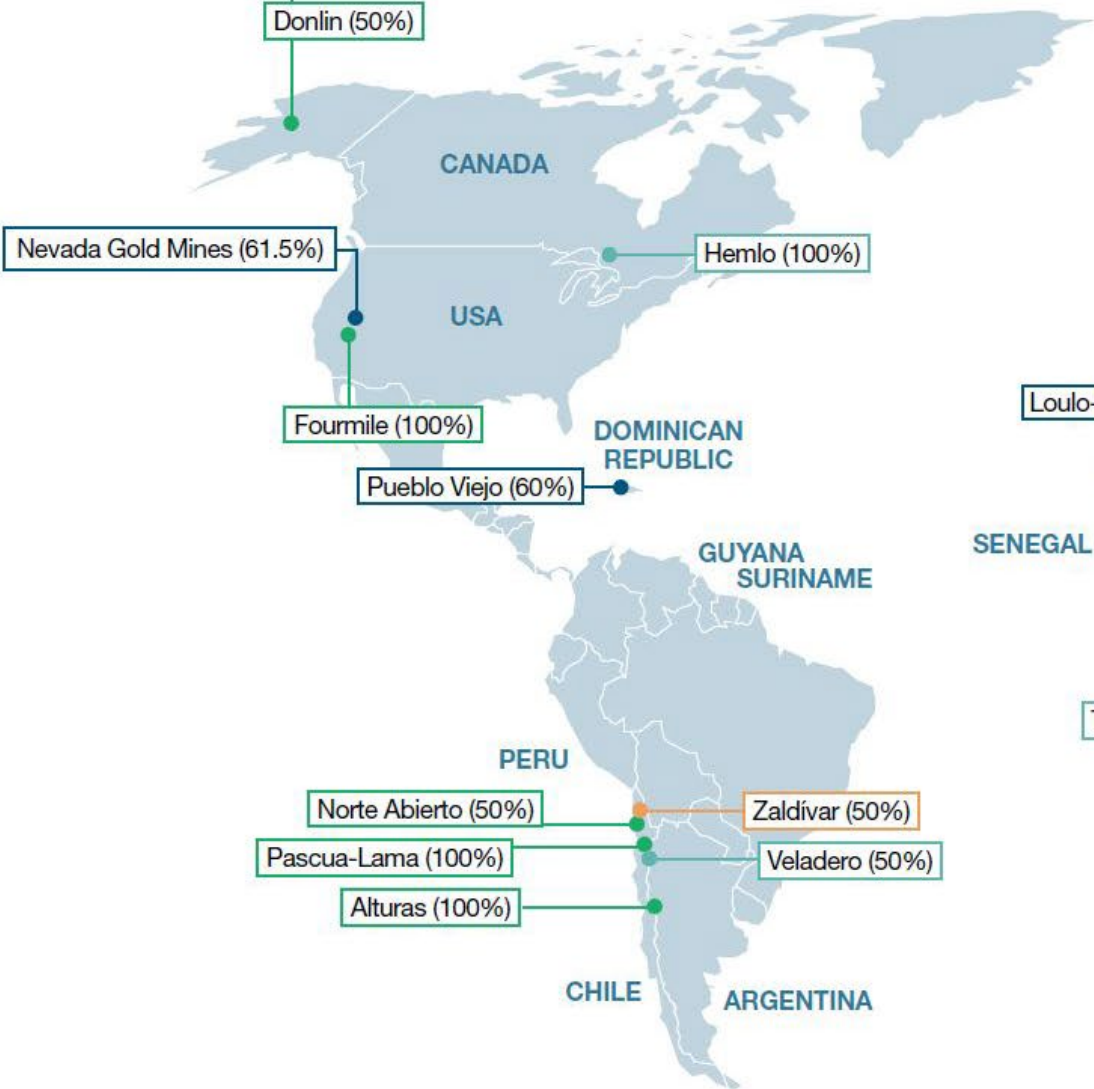 Donlin (50%)
CANADA
Nevada Gold Mines (61.5%)
Hemlo (100%)
USA
Fourmile (100%)
Loulo-
DOMINICAN
REPUBLIC
Pueblo Viejo (60%)
GUYANA
SURINAME
SENEGAL
PERU
Norte Abierto (50%)
Zaldívar (50%)
Pascua-Lama (100%)
Veladero (50%)
Alturas (100%)
CHILE
ARGENTINA